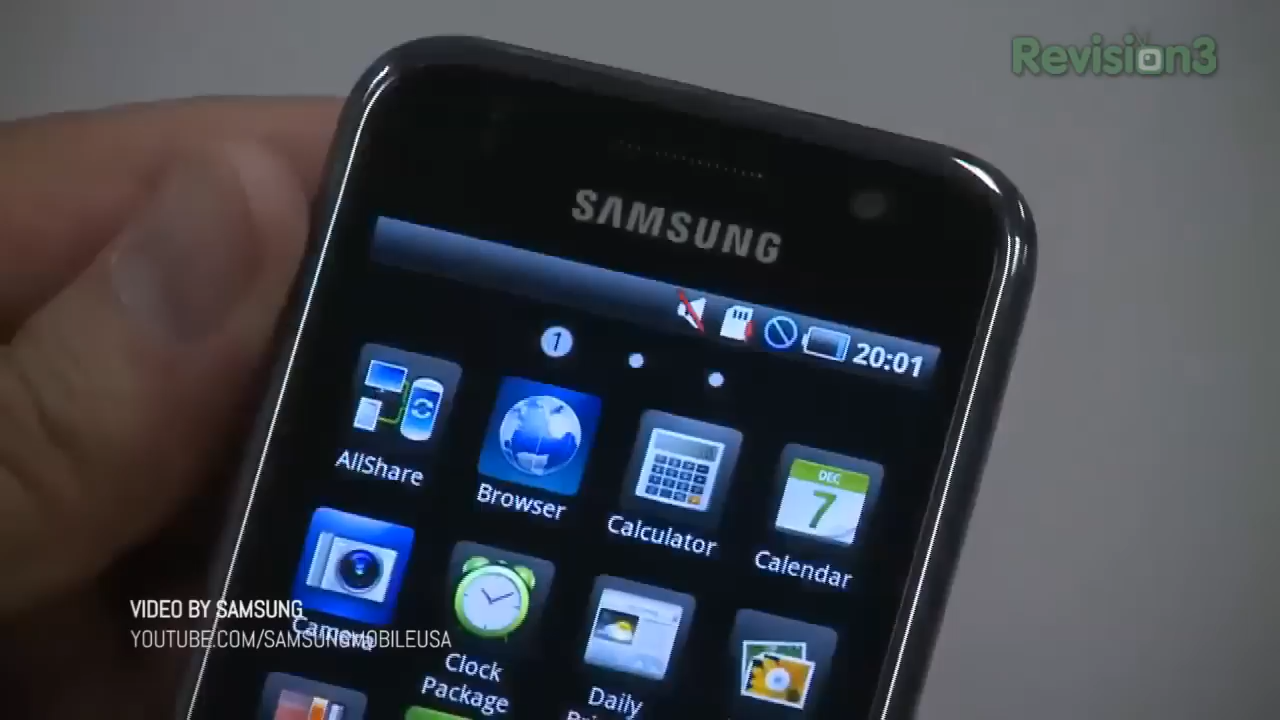 Revision3
SAMSUNG
20:01
1
AllShare
Browser
Calculator
DEC
7
Calendar
Camera
Clock
Package
Daily
VIDEO BY SAMSUNG
YOUTUBE.COM/SAMSUNGMOBILEUSA